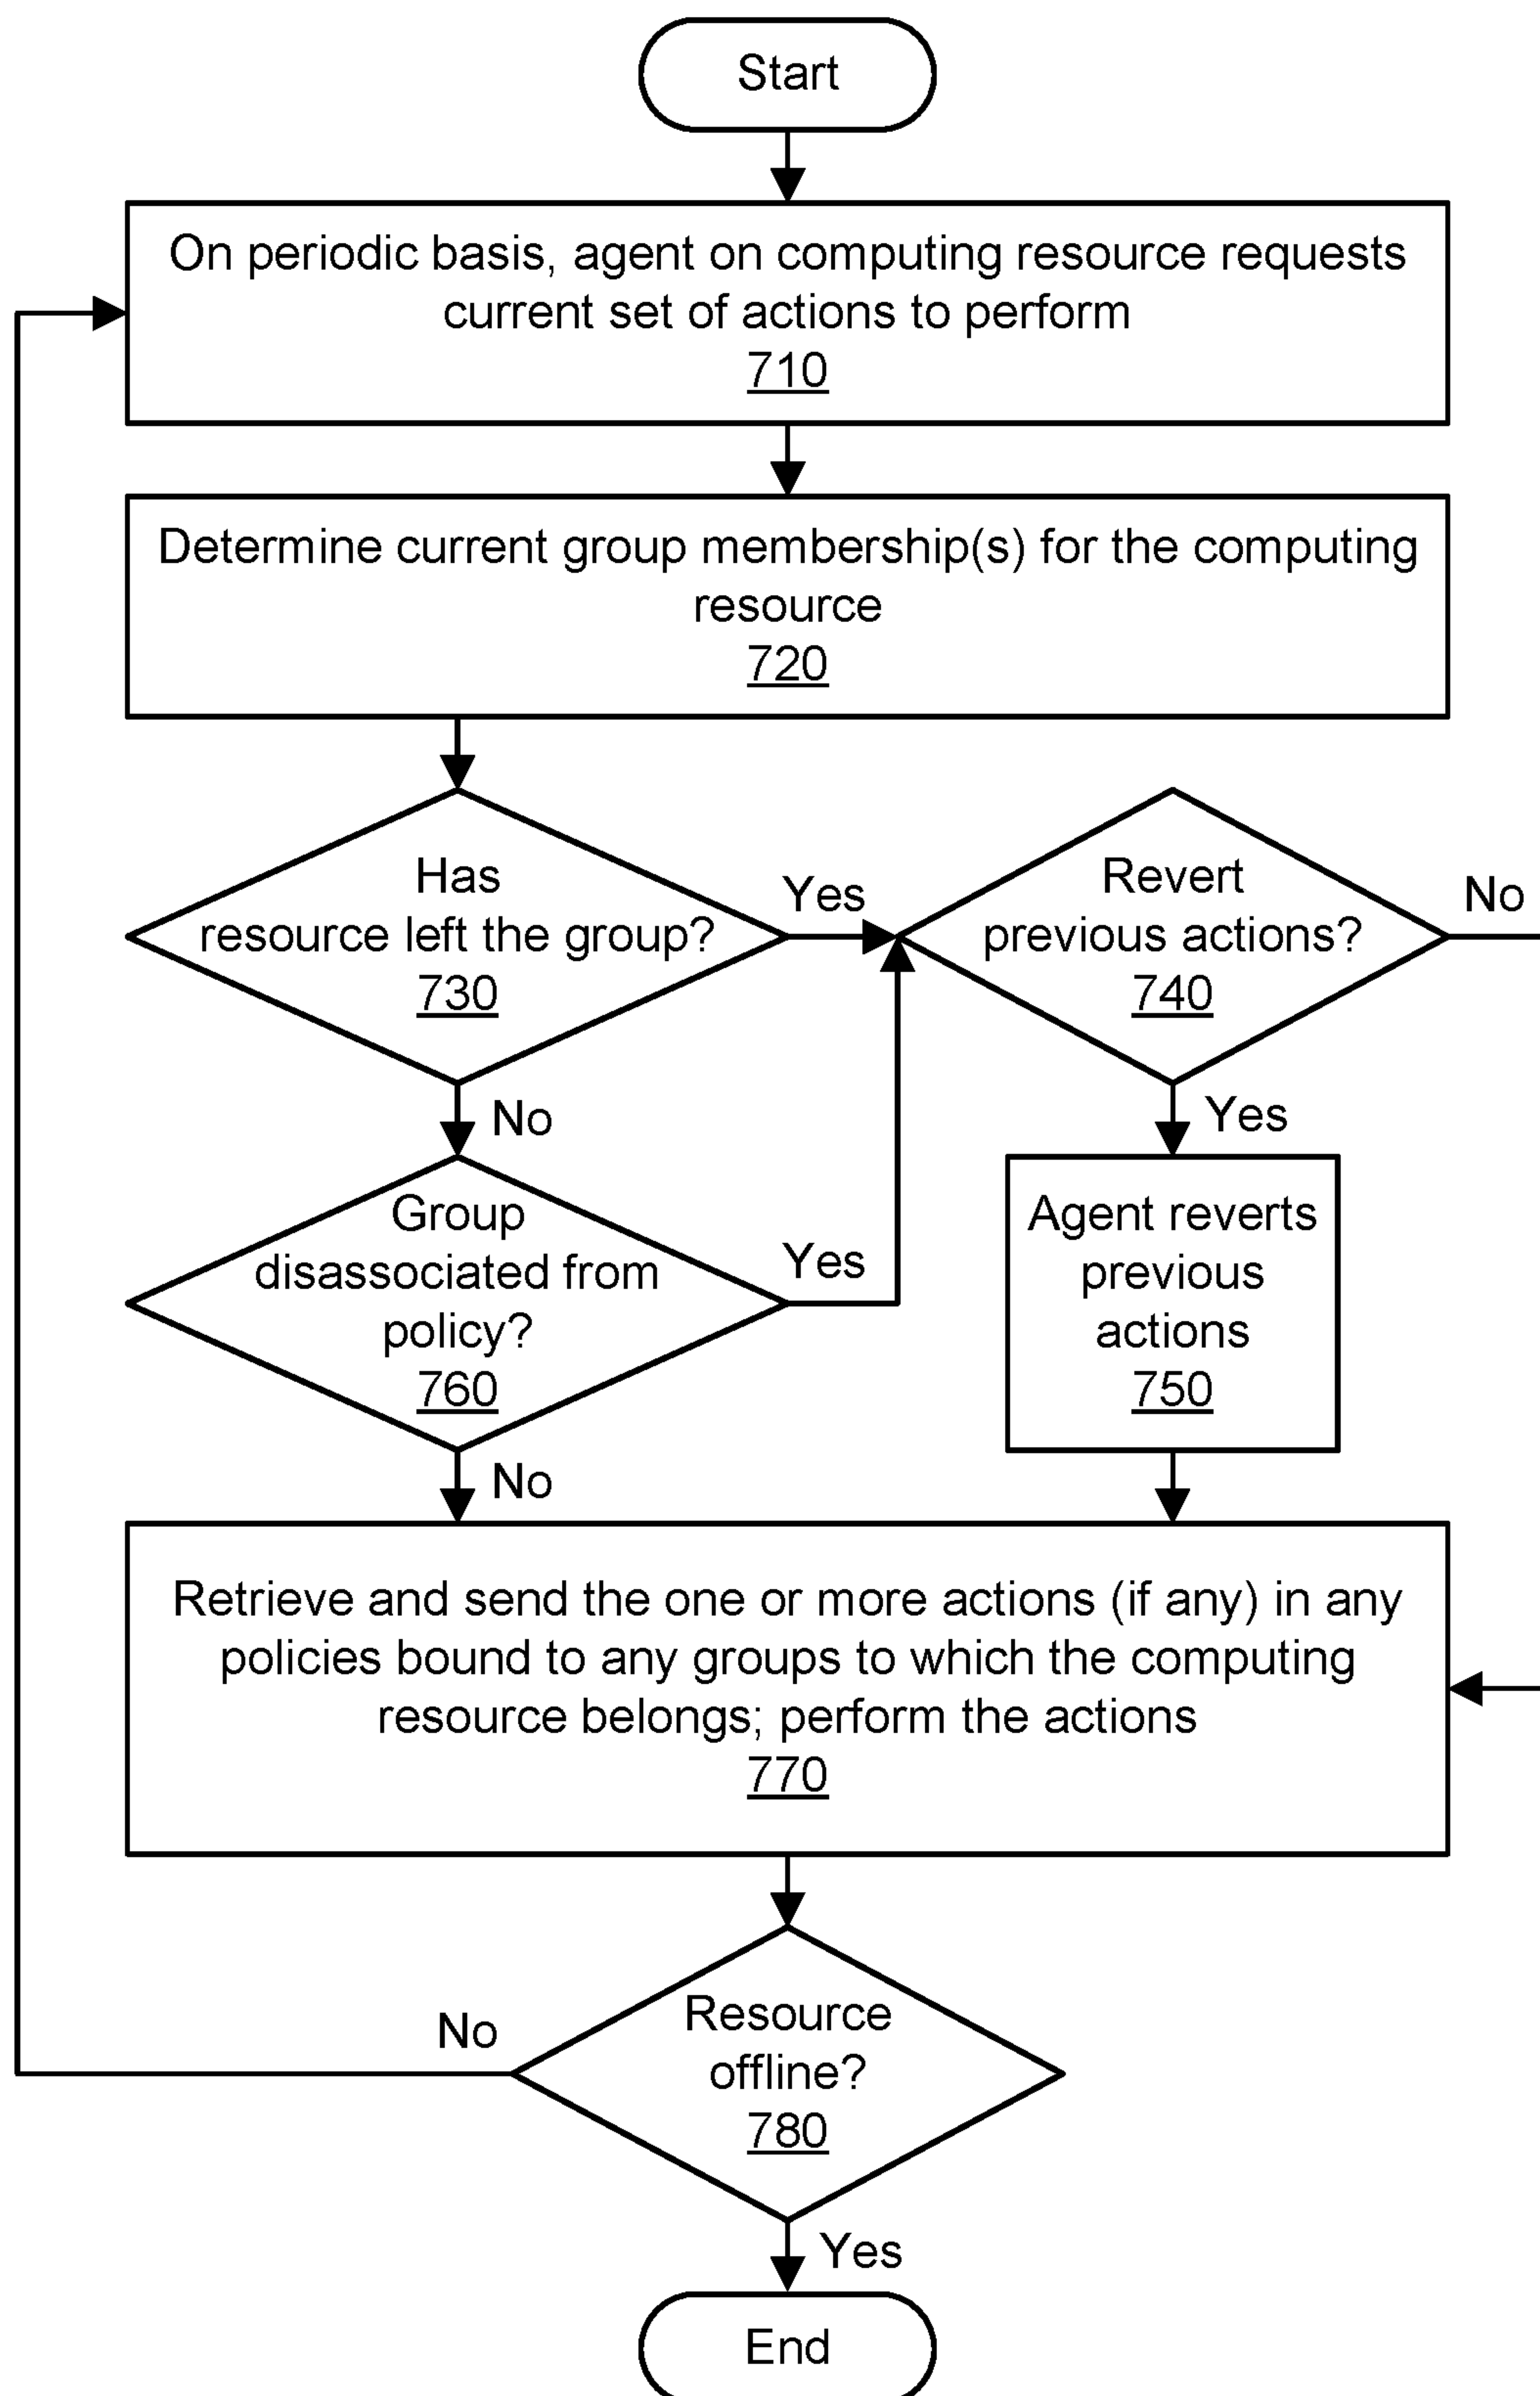 Start
On periodic basis, agent on computing resource requests
current set of actions to perform
710
Determine current group membership(s) for the computing
resource
720
Has
resource left the group?
730
Yes
Revert
previous actions?
740
No
No
Yes
Group
disassociated from
policy?
760
Yes
Agent reverts
previous
actions
750
No
Retrieve and send the one or more actions (if any) in any
policies bound to any groups to which the computing
resource belongs; perform the actions
770
No
Resource
offline?
780
Yes
End